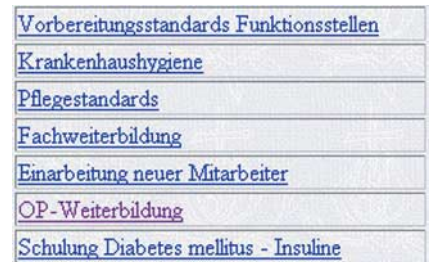 Vorbereitungsstandards Funktionsstellen
Krankenhaushygiene
Pflegestandards
Fachweiterbildung
Einarbeitung neuer Mitarbeiter
OP-Weiterbildung
Schulung Diabetes mellitus - Insuline